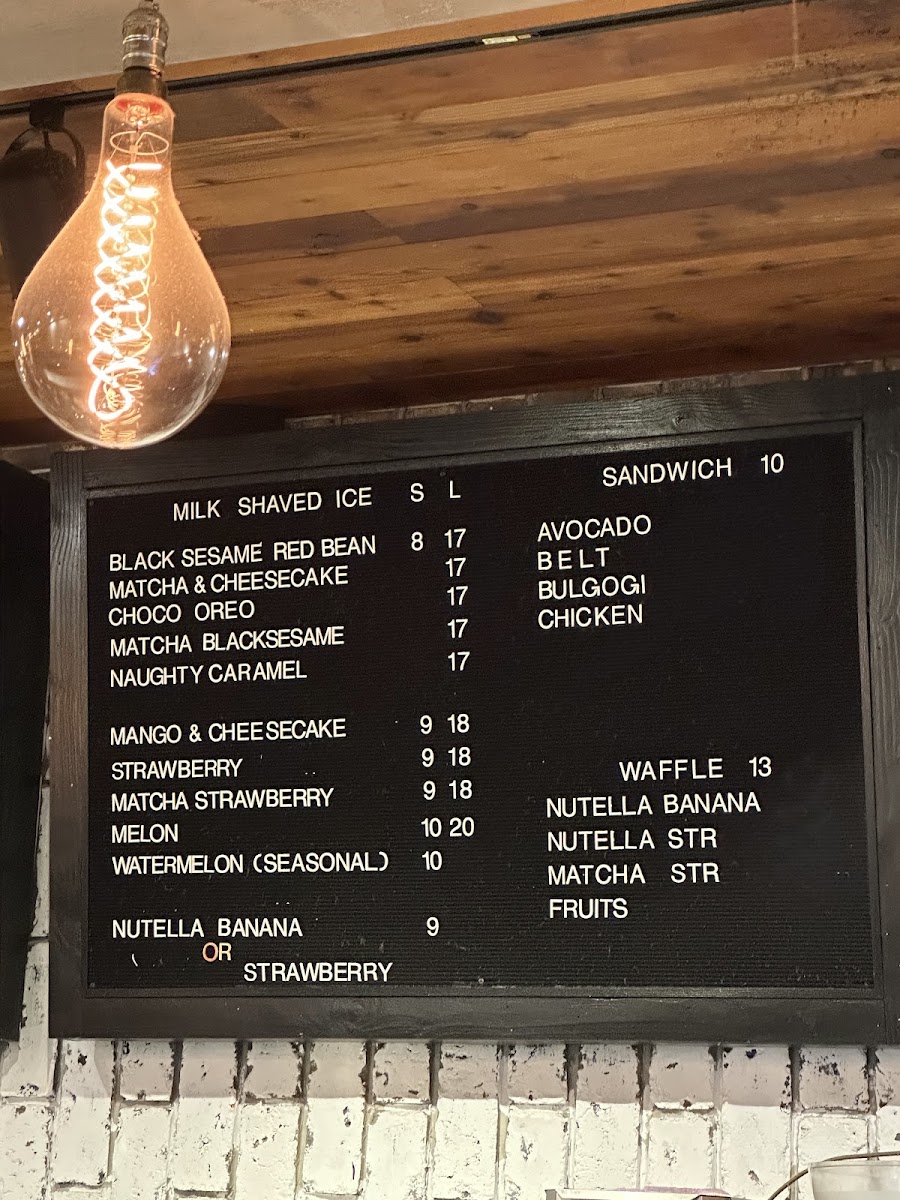 MILK SHAVED ICE S L
BLACK SESAME RED BEAN 8 17
MATCHA & CHEESECAKE 17
CHOCO OREO 17
MATCHA BLACKSESAME 17
NAUGHTY CARAMEL 17
MANGO & CHEESECAKE 9 18
STRAWBERRY 9 18
MATCHA STRAWBERRY 9 18
MELON 10 20
WATERMELON (SEASONAL) 10
NUTELLA BANANA 9
OR
STRAWBERRY
SANDWICH 10
AVOCADO
BELT
BULGOGI
CHICKEN
WAFFLE 13
NUTELLA BANANA
NUTELLA STR
MATCHA STR
FRUITS